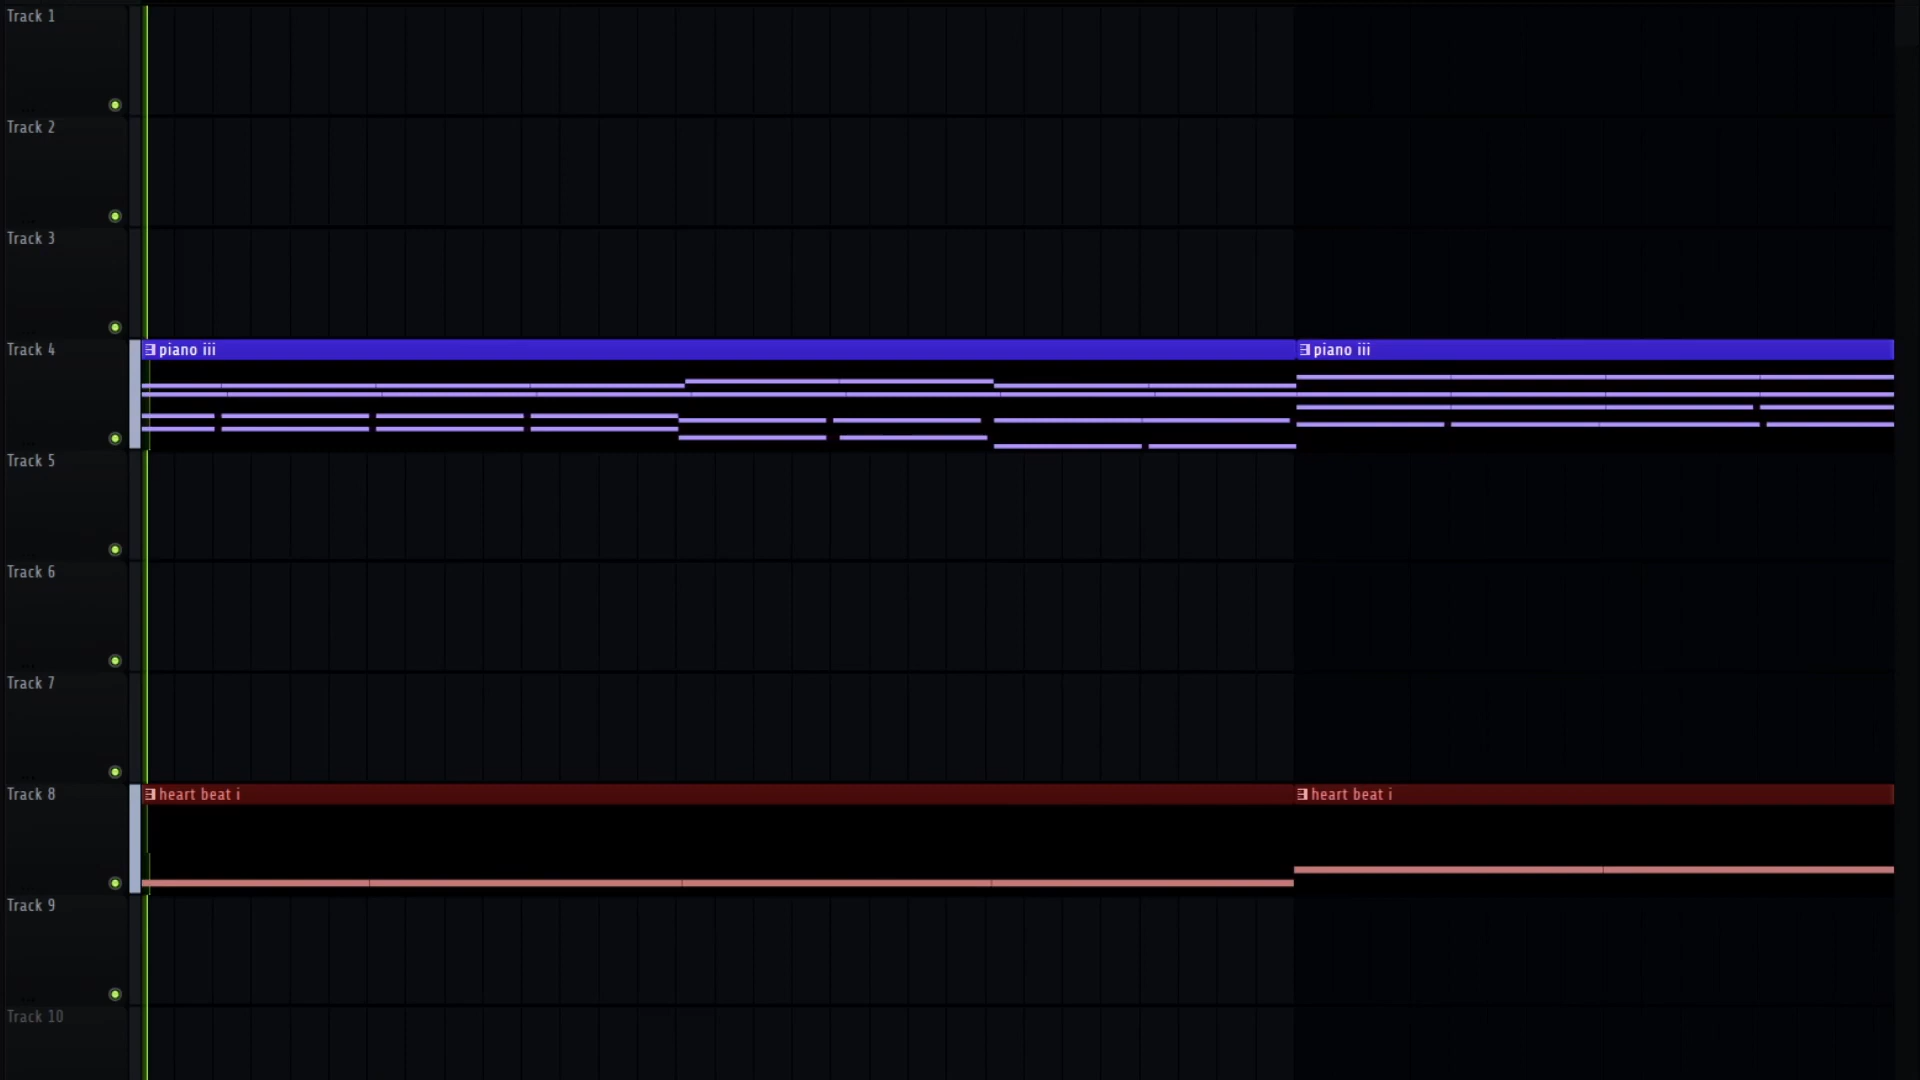 Track 1
Track 2
Track 3
Track 4
piano iii
piano iii
Track 5
Track 6
Track 7
Track 8
heart beat i
heart beat i
Track 9
Track 10